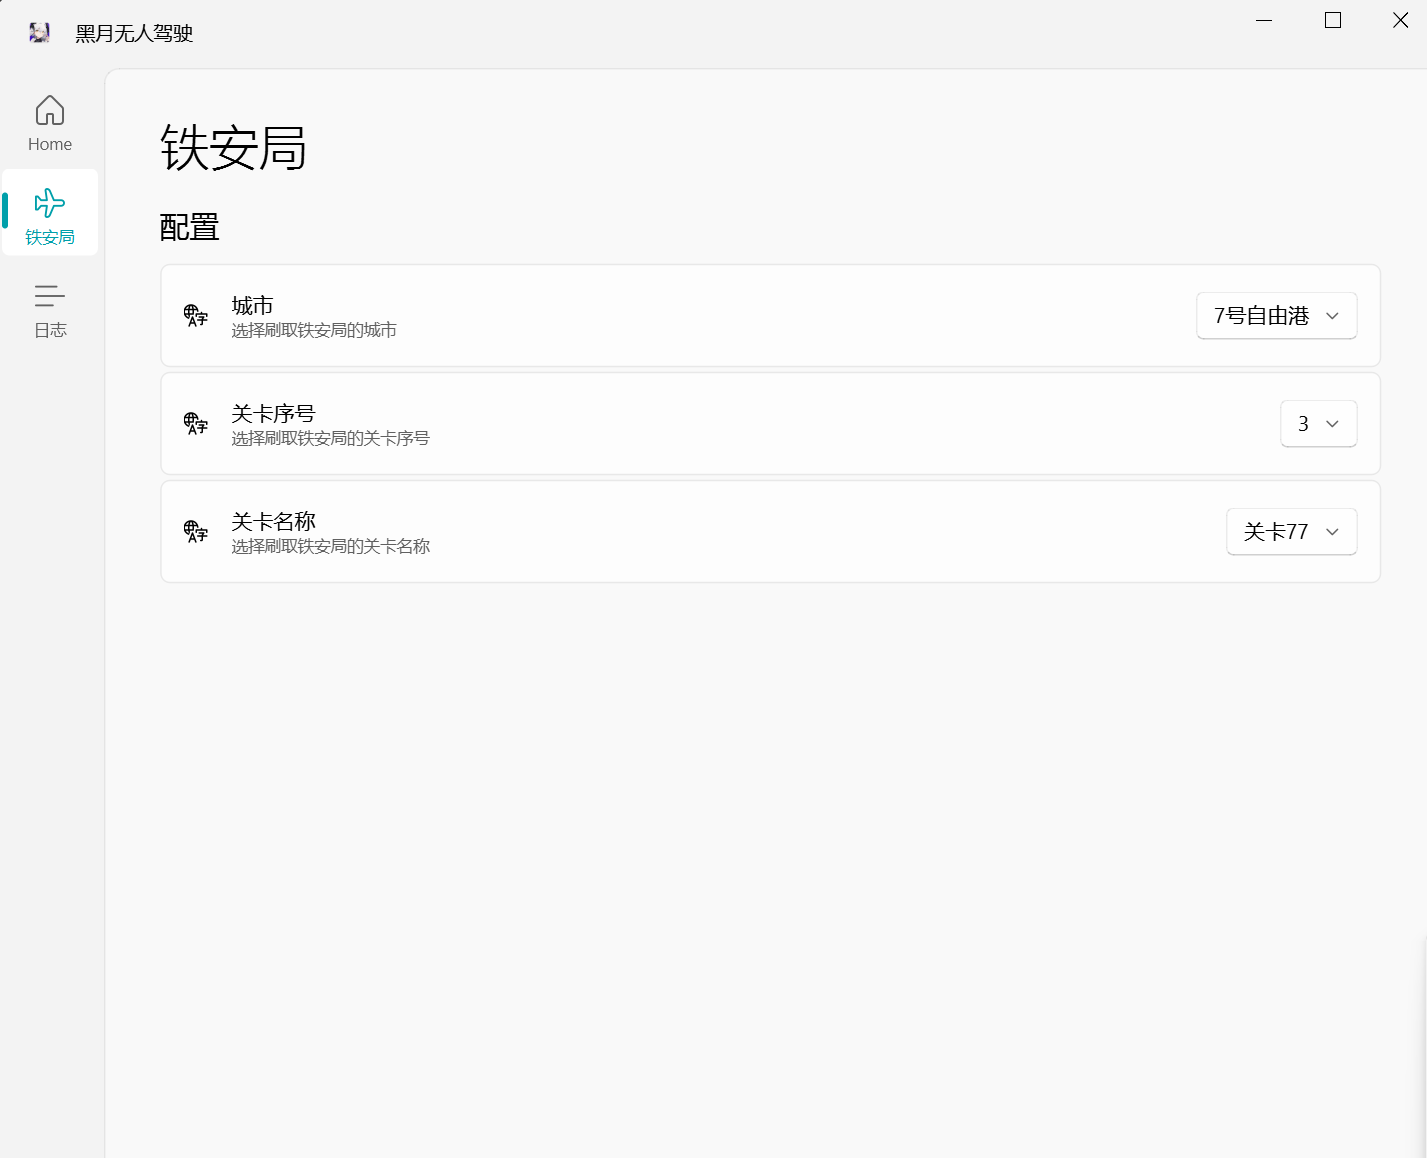 黑月无人驾驶
Home
铁安局
日志
铁安局
配置
城市
选择刷取铁安局的城市
7号自由港
关卡序号
选择刷取铁安局的关卡序号
3
关卡名称
选择刷取铁安局的关卡名称
关卡77